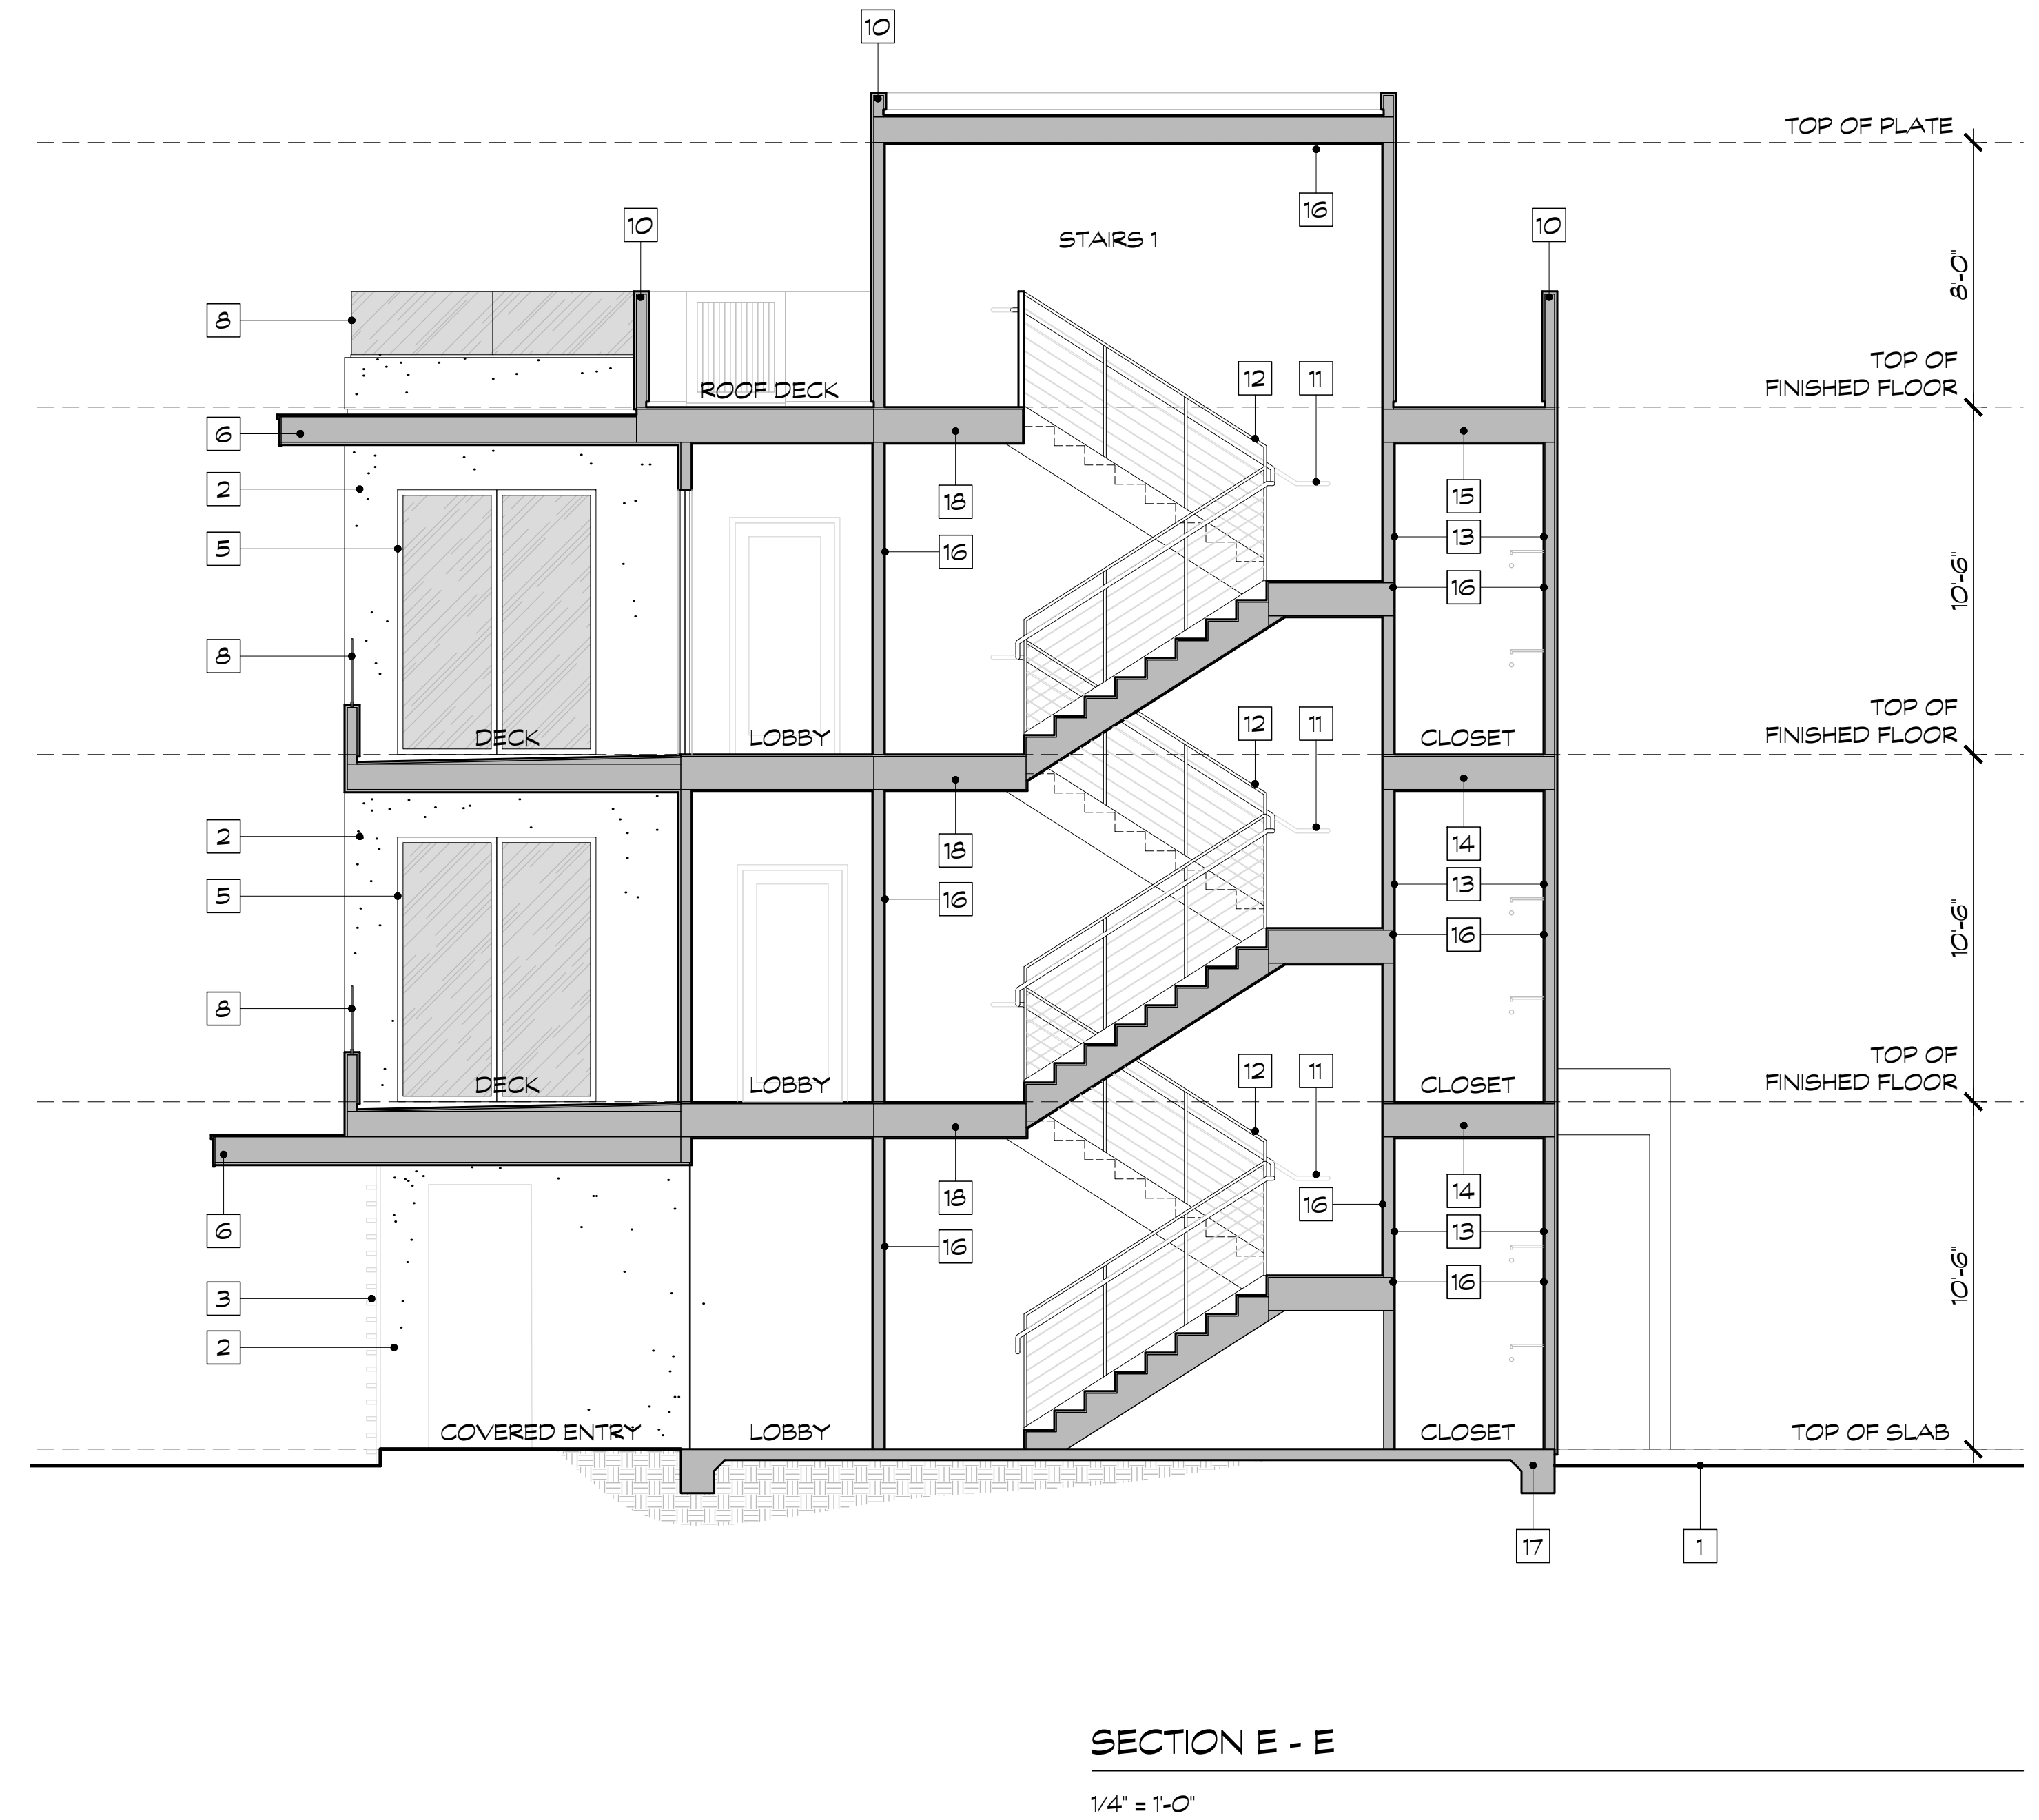 10
TOP OF PLATE
16
10
10
STAIRS 1
8'-0"
8
TOP OF
FINISHED FLOOR
12
11
ROOF DECK
6
2
18
15
5
16
13
16
10'-6"
8
DECK
LOBBY
CLOSET
TOP OF
FINISHED FLOOR
12
11
2
18
14
5
16
13
16
10'-6"
8
DECK
LOBBY
CLOSET
TOP OF
FINISHED FLOOR
12
11
6
18
16
14
16
13
16
10'-6"
3
2
COVERED ENTRY
LOBBY
CLOSET
TOP OF SLAB
17
1
SECTION E - E
1/4" = 1'-0"